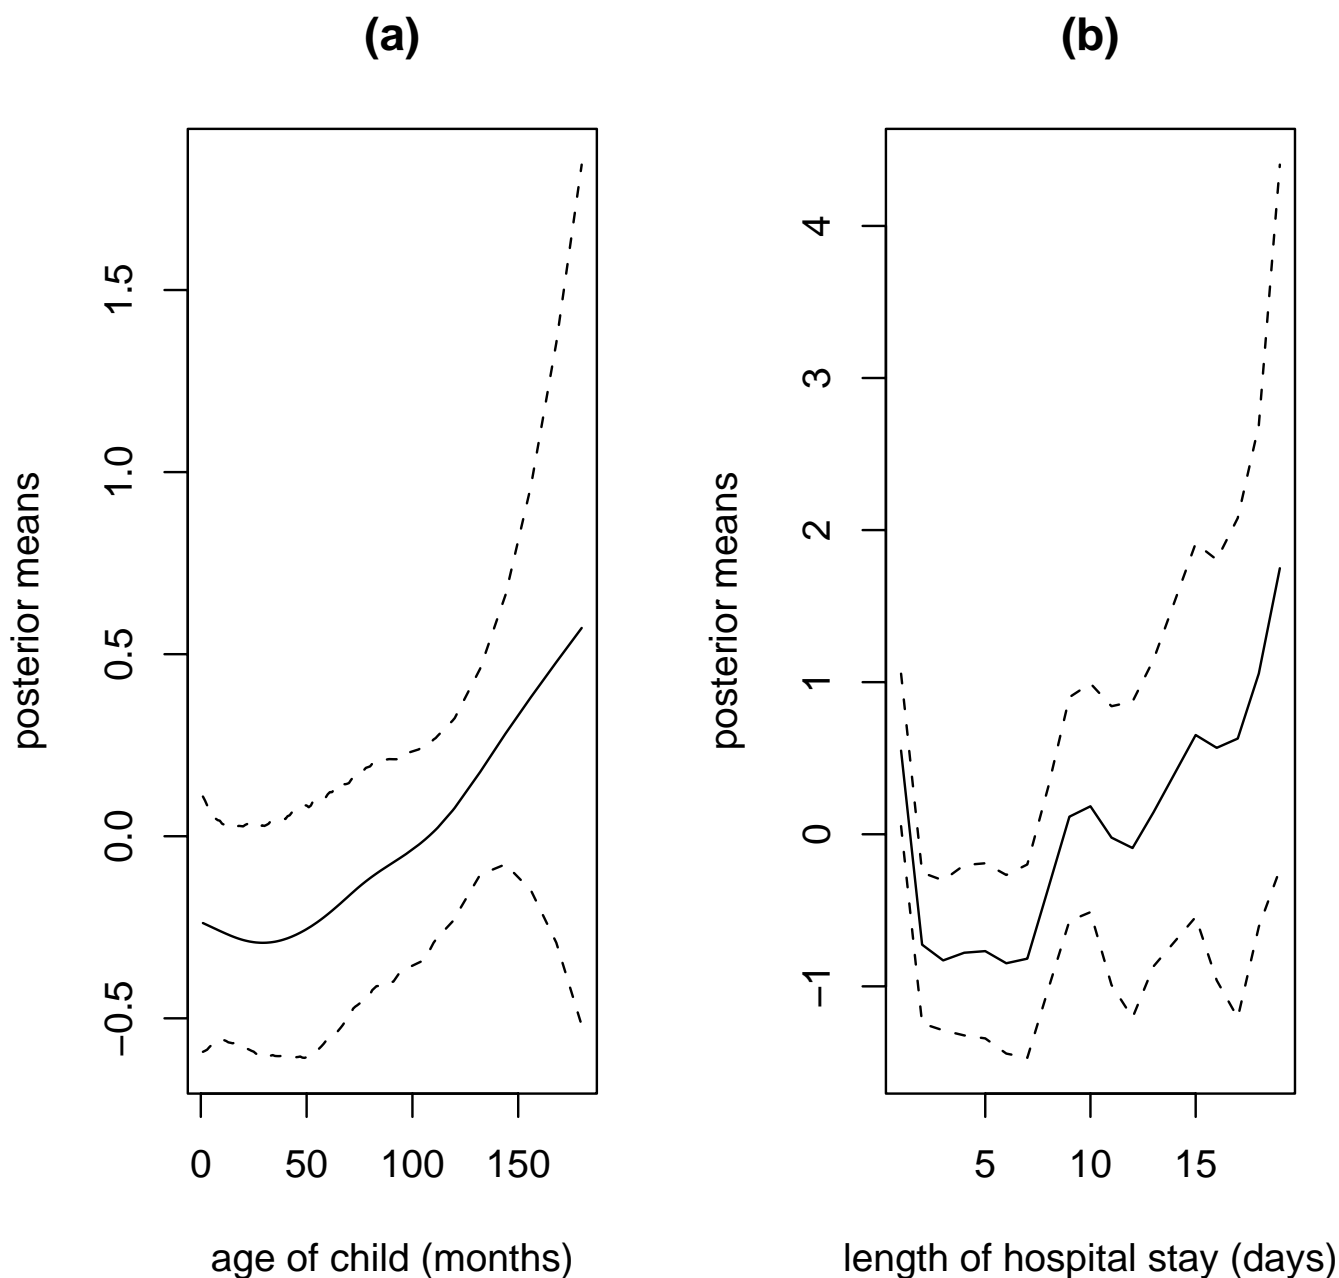 (a)
posterior means
1.5
1.0
0.5
0.0
−0.5
0 50 100 150
age of child (months)
(b)
posterior means
4
3
2
1
0
−1
5 10 15
length of hospital stay (days)